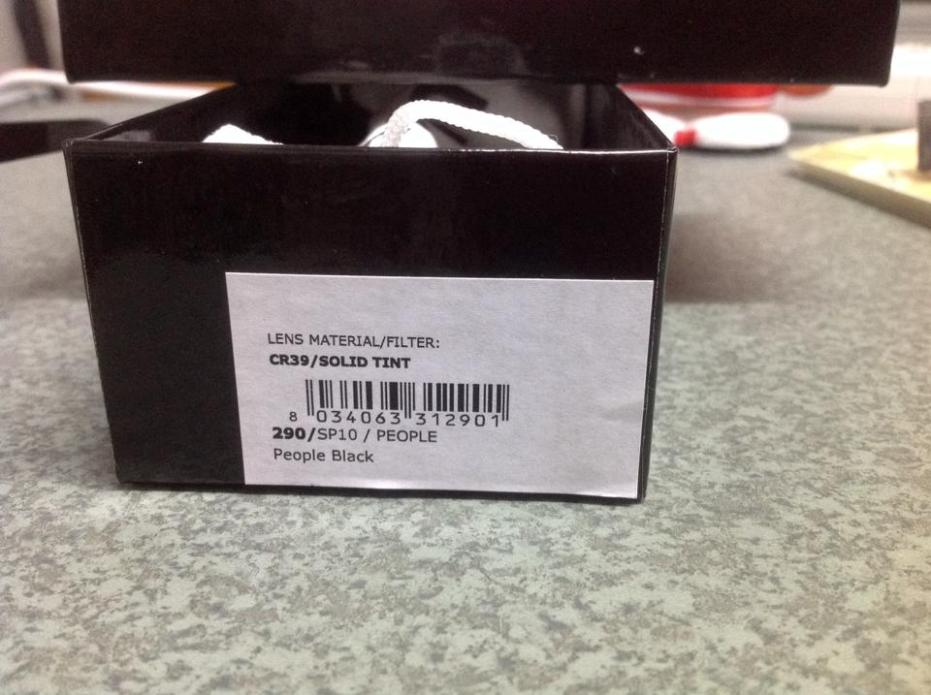 LENS MATERIAL/FILTER:
CR39/SOLID TINT
8 034063 312901
290/SP10 / PEOPLE
People Black